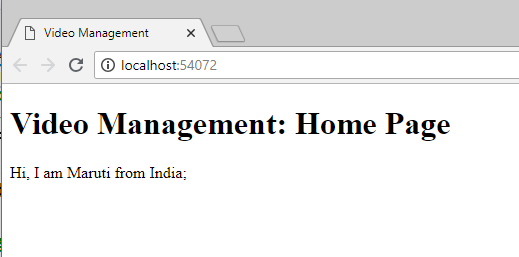 Video Management
localhost:54072
Video Management: Home Page
Hi, I am Maruti from India;